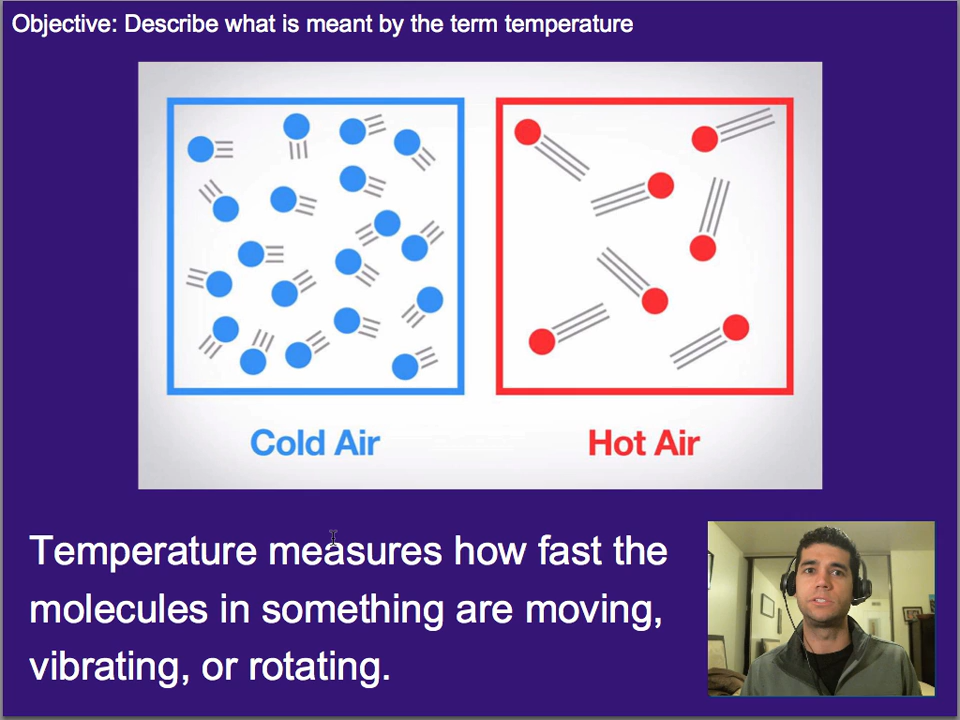 Objective: Describe what is meant by the term temperature
Cold Air
Hot Air
Temperature measures how fast the
molecules in something are moving,
vibrating, or rotating.